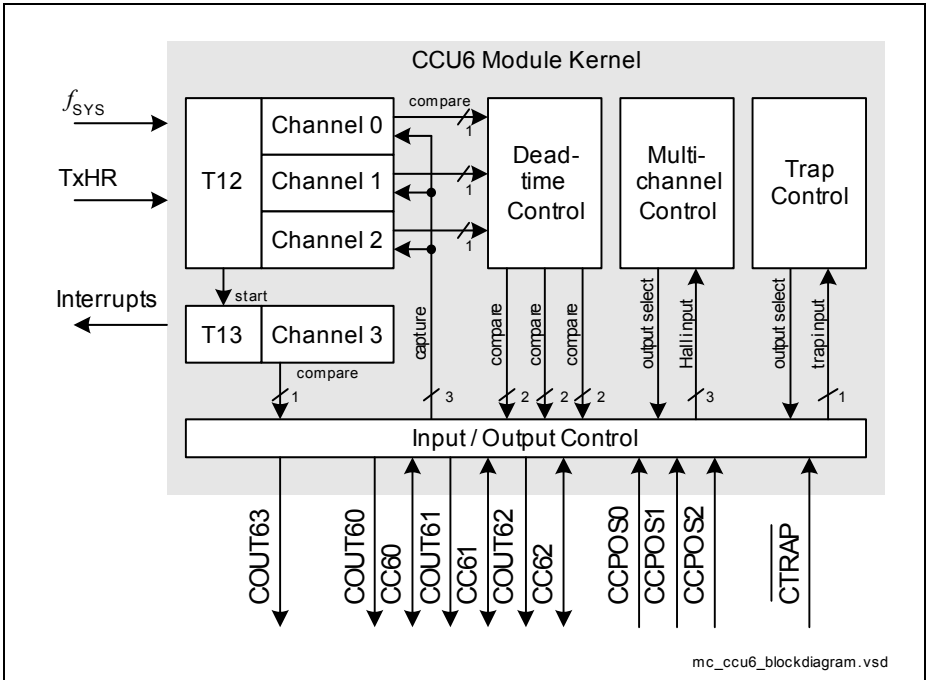 CCU6 Module Kernel
fSYS
TxHR
Interrupts
T12
Channel 0
Channel 1
Channel 2
compare
1
1
1
Dead-
time
Control
Multi-
channel
Control
Trap
Control
start
T13
Channel 3
compare
1
capture
3
compare
2
compare
2
compare
2
output select
Hall input
3
output select
trap input
1
Input / Output Control
COUT63
COUT60
CC60
COUT61
CC61
COUT62
CC62
CCPOS0
CCPOS1
CCPOS2
CTRAP
mc_ccu6_blockdiagram.vsd